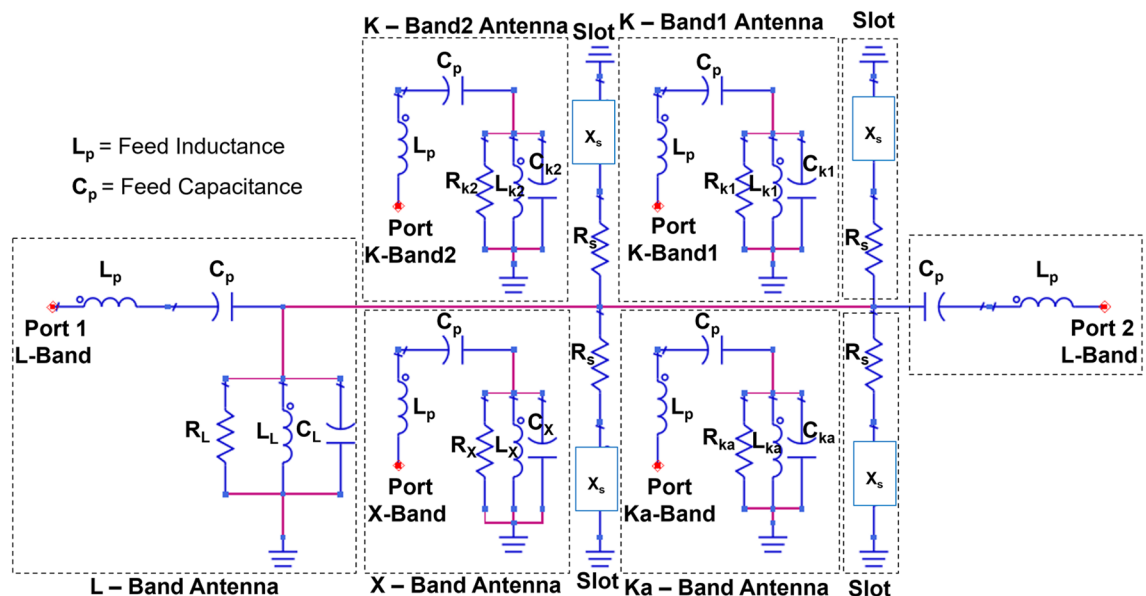 K – Band2 Antenna
Slot
K – Band1 Antenna
Slot
Cp
Cp
Lp = Feed Inductance
Cp = Feed Capacitance
Lp
Rk2
Lk2
Ck2
Xs
Lp
Rk1
Lk1
Ck1
Xs
Port
K-Band2
Rs
Port
K-Band1
Rs
Lp
Cp
Cp
Lp
Port 1
L-Band
Port 2
L-Band
Cp
Rs
Cp
Rs
RL
LL
CL
Lp
RX
LX
CX
Xs
Lp
Rka
Lka
Cka
Xs
Port
X-Band
Port
Ka-Band
L – Band Antenna
X – Band Antenna
Slot
Ka – Band Antenna
Slot